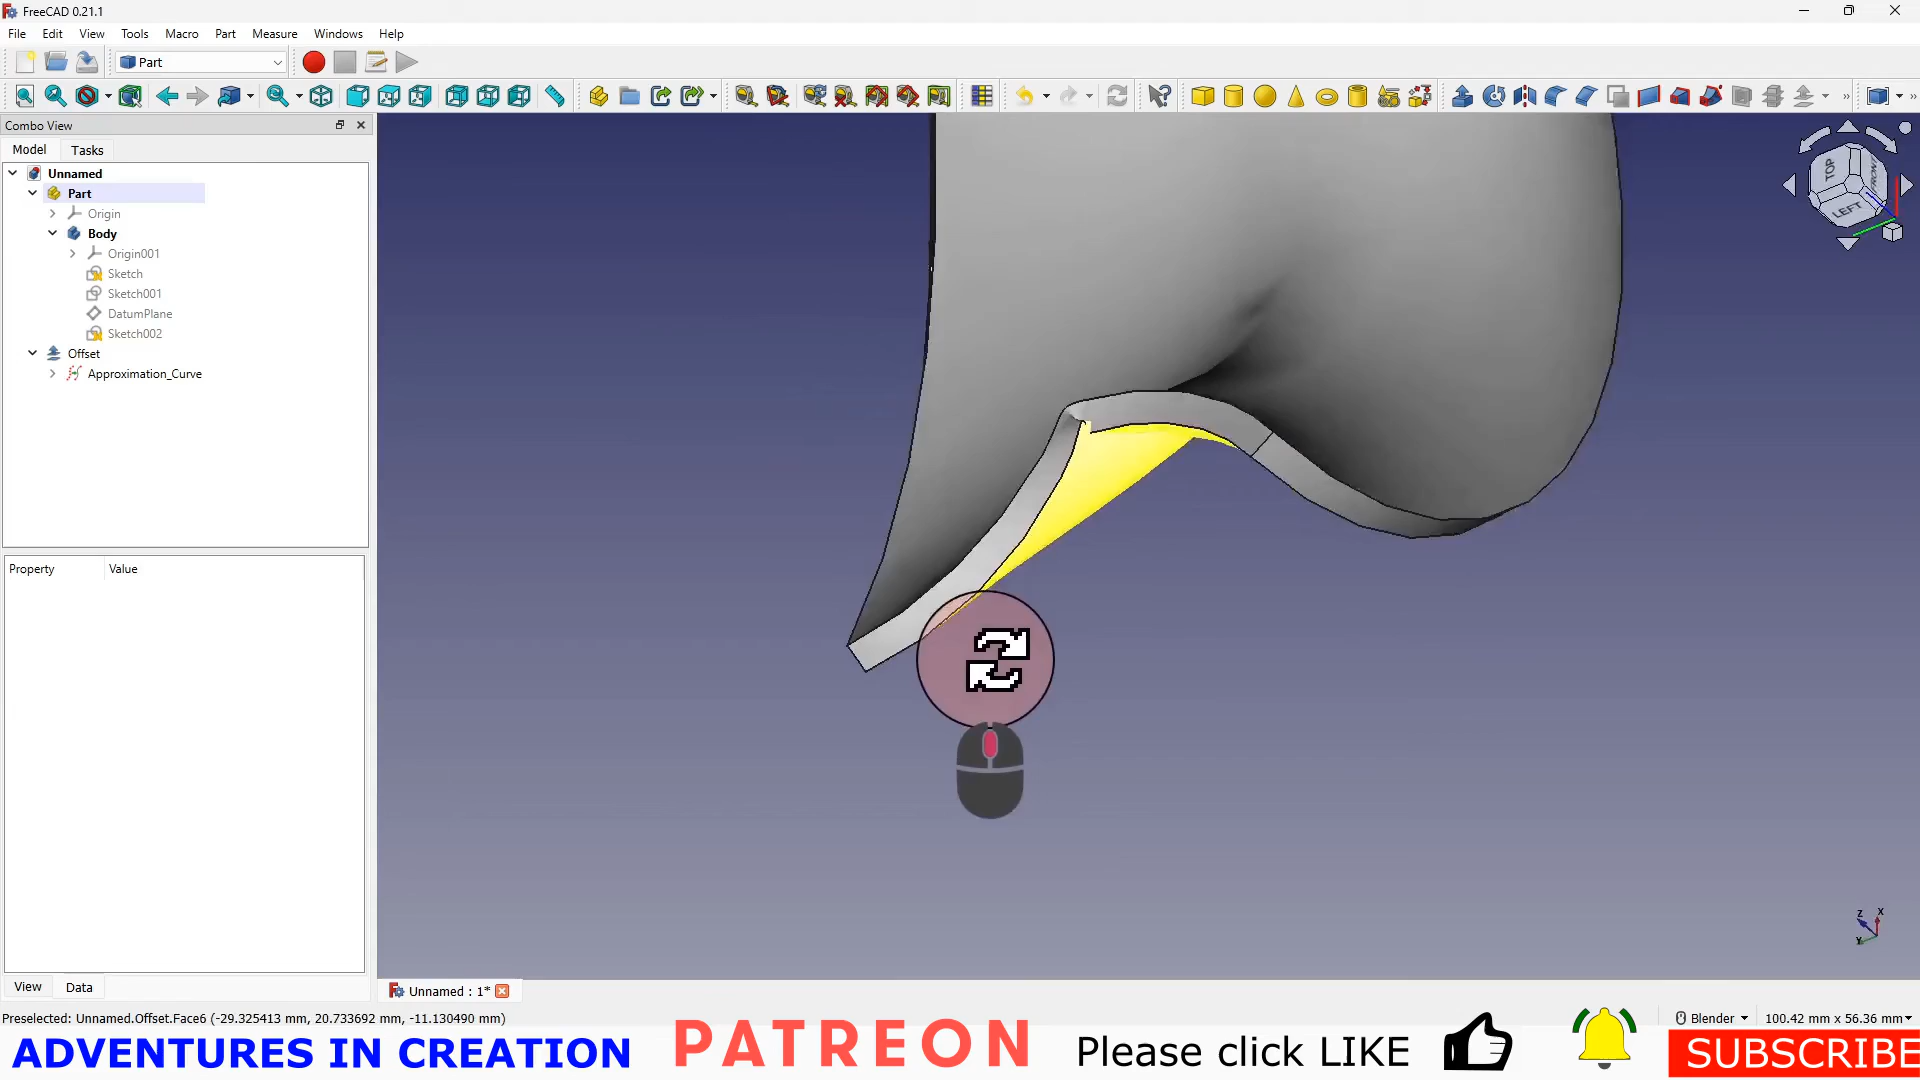 FreeCAD 0.21.1
File Edit View Tools Macro Part Measure Windows Help
Part
Combo View
Model Tasks
Unnamed
Part
Origin
Body
Origin001
Sketch
Sketch001
DatumPlane
Sketch002
Offset
Approximation_Curve
Property Value
View Data
TOP
FRONT
LEFT
Z X
Y
Unnamed : 1*
Preselected: Unnamed.Offset.Face6 (-29.325413 mm, 20.733692 mm, -11.130490 mm)
Blender 100.42 mm x 56.36 mm
ADVENTURES IN CREATION PATREON Please click LIKE SUBSCRIBE